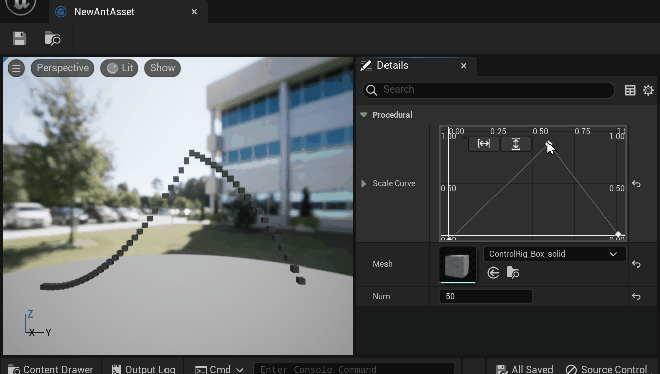 NewAntAsset
Perspective
Lit
Show
Details
Search
Procedural
Scale Curve
0.00 0.25 0.50 0.75
1.00
0.50
0.50
0.00
Mesh
ControlRig_Box_solid
Num
50
Z
X Y
Content Drawer
Output Log
Cmd
Enter Console Command
All Saved
Source Control